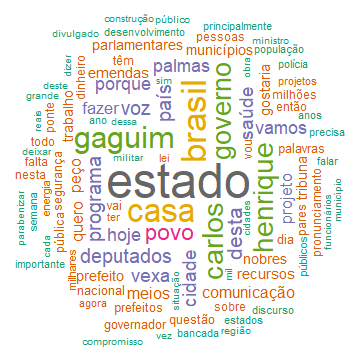 construção público
divulgado desenvolvimento principalmente
dizer parlamentares pessoas ministro
deste emendas têm municípios população
grande dinheiro porque palmas polícia
reais ano dessa país sim obra gostaria projetos
ponte fazer voz brasil governo saúde milhões
todo trabalho vamos então anos
deixar gaguim vou precisa
falta segurança militar lei palavras
nesta peço estado henrique falar
energia pública quero programa casa carlos desta projeto tribuna
parabenizar semana vai povo cidades pares pronunciamento
cada hoje ter dia funcionários município
importante milhares deputados cidade mil nobres públicos
prefeito vexa situação recursos
nacional meios comunicação
agora prefeitos questão sobre discurso
governador estados
compromisso vez bancada região